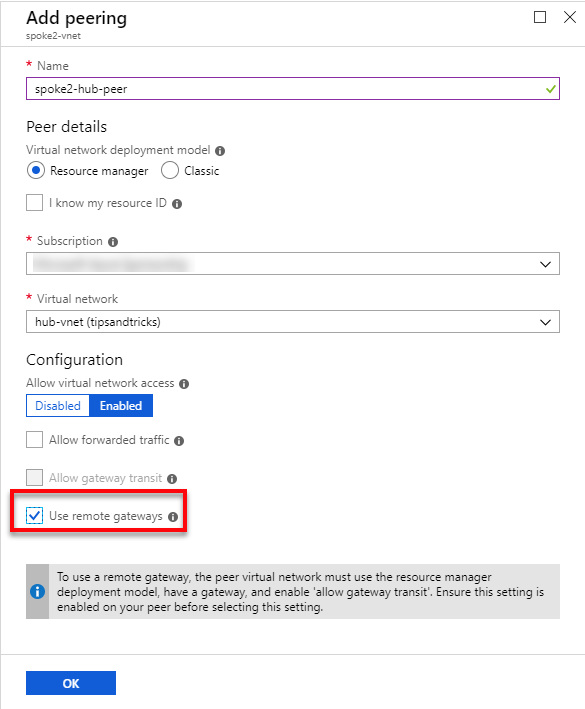 Add peering
spoke2-vnet
* Name
spoke2-hub-peer
Peer details
Virtual network deployment model
Resource manager Classic
I know my resource ID
* Subscription
* Virtual network
hub-vnet (tipsandtricks)
Configuration
Allow virtual network access
Disabled Enabled
Allow forwarded traffic
Allow gateway transit
Use remote gateways
To use a remote gateway, the peer virtual network must use the resource manager
deployment model, have a gateway, and enable 'allow gateway transit'. Ensure this setting is
enabled on your peer before selecting this setting.
OK